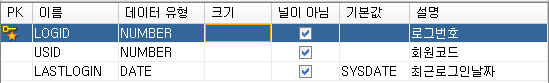 PK 이름 데이터 유형 크기 널이 아님 기본값 설명
LOGID NUMBER 로그번호
USID NUMBER 회원코드
LASTLOGIN DATE SYSDATE 최근로그인날짜